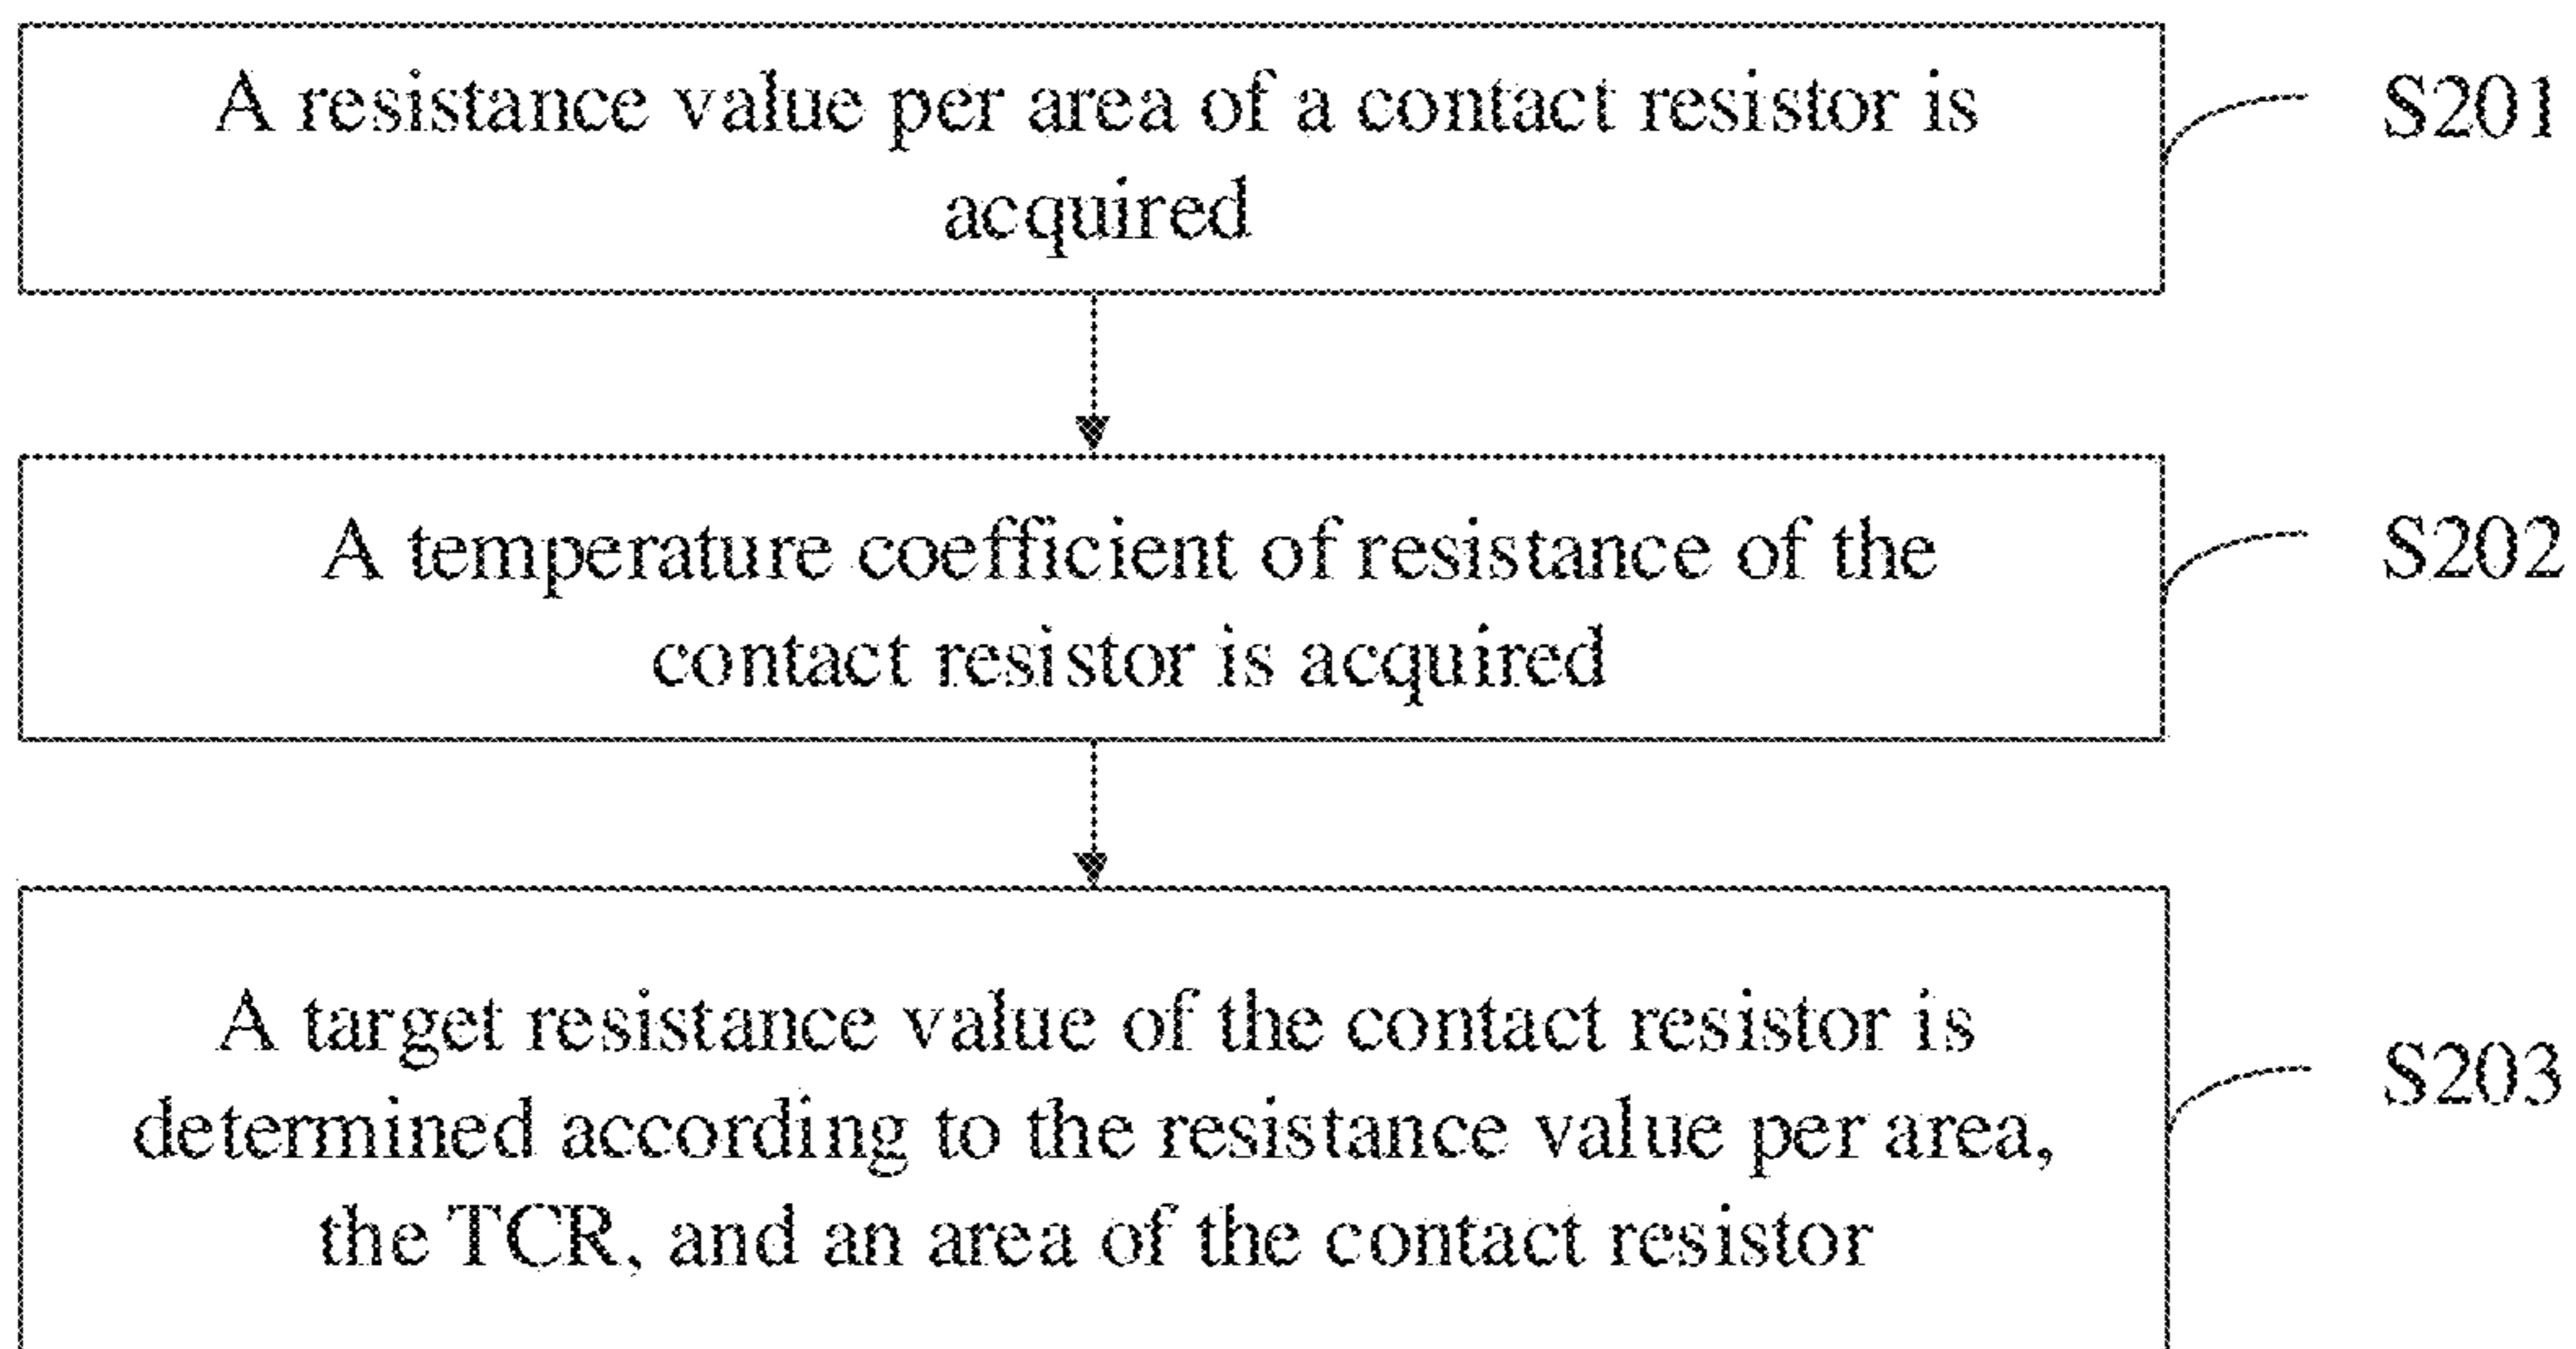 A resistance value per area of a contact resistor is
acquired
S201
A temperature coefficient of resistance of the
contact resistor is acquired
S202
A target resistance value of the contact resistor is
determined according to the resistance value per area,
the TCR, and an area of the contact resistor
S203